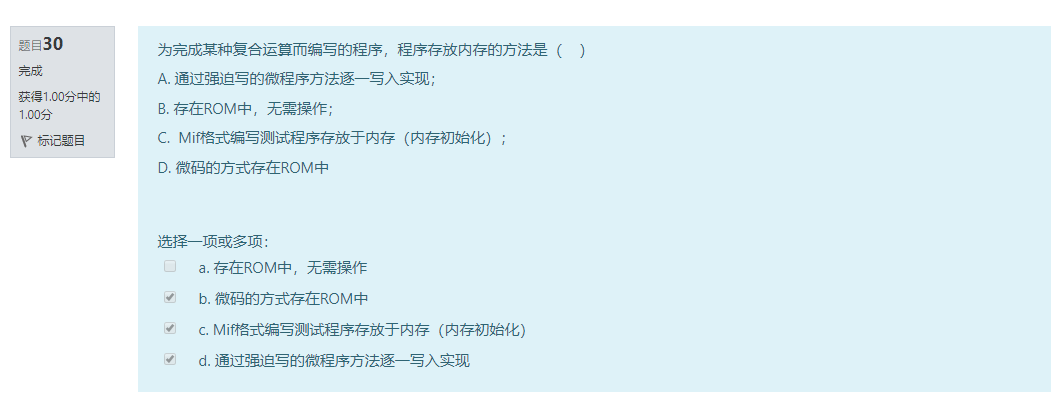 题目30
完成
获得1.00分中的
1.00分
标记题目
为完成某种复合运算而编写的程序，程序存放内存的方法是（ ）
A. 通过强迫写的微程序方法逐一写入实现；
B. 存在ROM中，无需操作；
C. Mif格式编写测试程序存放于内存（内存初始化）；
D. 微码的方式存在ROM中
选择一项或多项：
a. 存在ROM中，无需操作
b. 微码的方式存在ROM中
c. Mif格式编写测试程序存放于内存（内存初始化）
d. 通过强迫写的微程序方法逐一写入实现